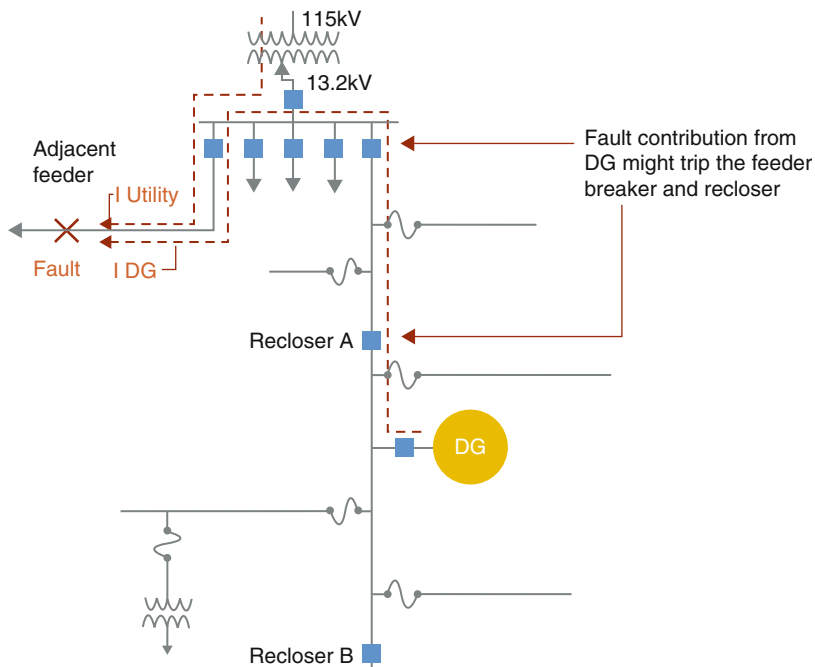 115kV
13.2kV
Adjacent
feeder
I Utility
Fault
I DG
Fault contribution from
DG might trip the feeder
breaker and recloser
Recloser A
DG
Recloser B